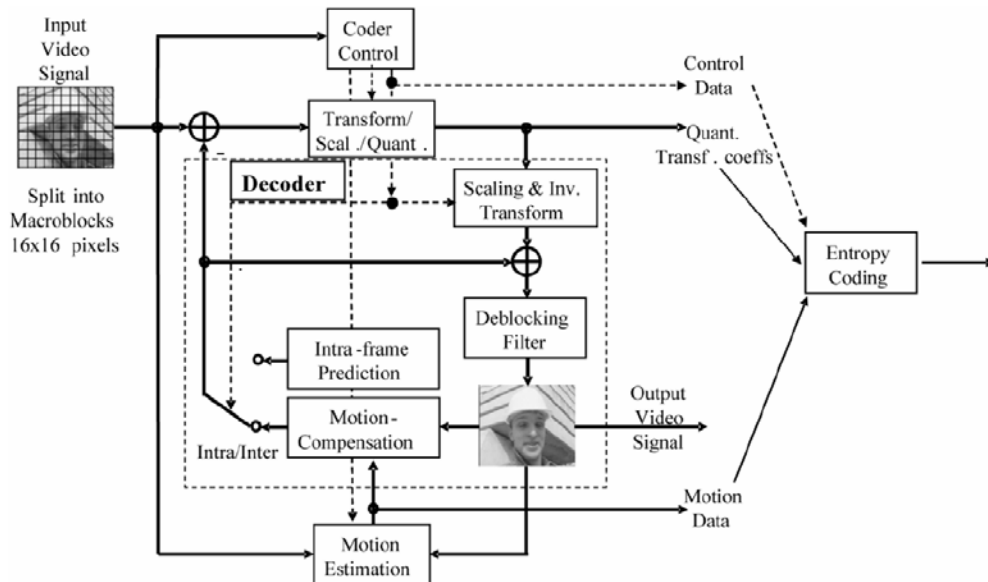 Input
Video
Signal
Coder
Control
Control
Data
Transform/
Scal ./Quant .
Quant.
Transf . coeffs
-
Decoder
Scaling & Inv.
Transform
Split into
Macroblocks
16x16 pixels
Entropy
Coding
Deblocking
Filter
Intra -frame
Prediction
Output
Video
Signal
Motion-
Compensation
Intra/Inter
Motion
Data
Motion
Estimation